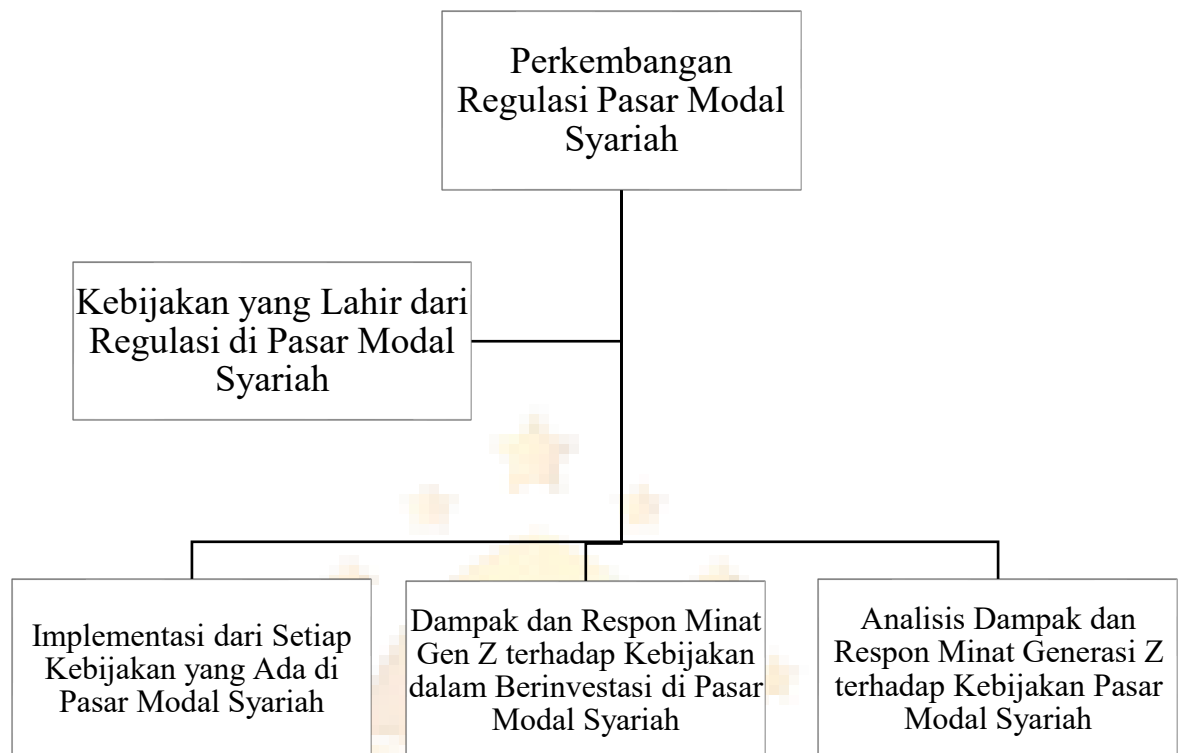 Perkembangan
Regulasi Pasar Modal
Syariah
Kebijakan yang Lahir dari
Regulasi di Pasar Modal
Syariah
Implementasi dari Setiap
Kebijakan yang Ada di
Pasar Modal Syariah
Dampak dan Respon Minat
Gen Z terhadap Kebijakan
dalam Berinvestasi di Pasar
Modal Syariah
Analisis Dampak dan
Respon Minat Generasi Z
terhadap Kebijakan Pasar
Modal Syariah